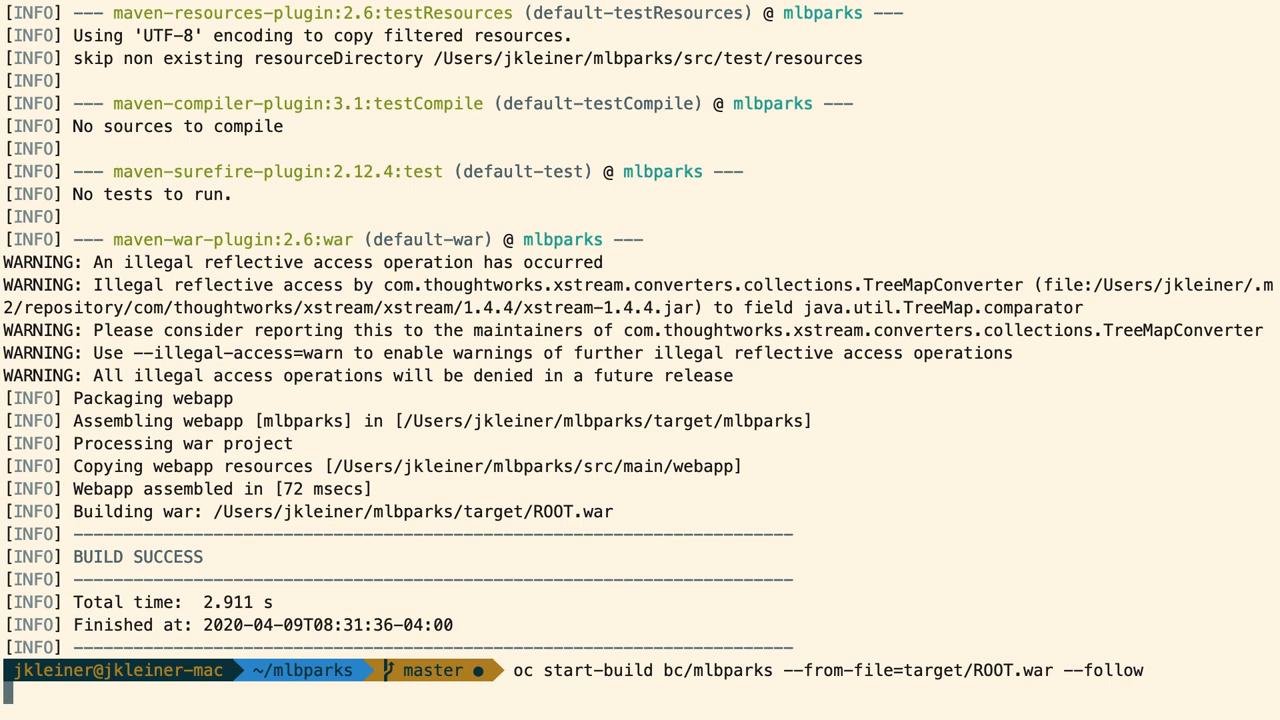 [INFO] --- maven-resources-plugin:2.6:testResources (default-testResources) @ mlbparks ---
[INFO] Using 'UTF-8' encoding to copy filtered resources.
[INFO] skip non existing resourceDirectory /Users/jkleiner/mlbparks/src/test/resources
[INFO]
[INFO] --- maven-compiler-plugin:3.1:testCompile (default-testCompile) @ mlbparks ---
[INFO] No sources to compile
[INFO]
[INFO] --- maven-surefire-plugin:2.12.4:test (default-test) @ mlbparks ---
[INFO] No tests to run.
[INFO]
[INFO] --- maven-war-plugin:2.6:war (default-war) @ mlbparks ---
WARNING: An illegal reflective access operation has occurred
WARNING: Illegal reflective access by com.thoughtworks.xstream.converters.collections.TreeMapConverter (file:/Users/jkleiner/.m
2/repository/com/thoughtworks/xstream/xstream/1.4.4/xstream-1.4.4.jar) to field java.util.TreeMap.comparator
WARNING: Please consider reporting this to the maintainers of com.thoughtworks.xstream.converters.collections.TreeMapConverter
WARNING: Use --illegal-access=warn to enable warnings of further illegal reflective access operations
WARNING: All illegal access operations will be denied in a future release
[INFO] Packaging webapp
[INFO] Assembling webapp [mlbparks] in [/Users/jkleiner/mlbparks/target/mlbparks]
[INFO] Processing war project
[INFO] Copying webapp resources [/Users/jkleiner/mlbparks/src/main/webapp]
[INFO] Webapp assembled in [72 msecs]
[INFO] Building war: /Users/jkleiner/mlbparks/target/ROOT.war
[INFO] ------------------------------------------------------------------------
[INFO] BUILD SUCCESS
[INFO] ------------------------------------------------------------------------
[INFO] Total time:  2.911 s
[INFO] Finished at: 2020-04-09T08:31:36-04:00
[INFO] ------------------------------------------------------------------------
jkleiner@jkleiner-mac ~/mlbparks master ● oc start-build bc/mlbparks --from-file=target/ROOT.war --follow